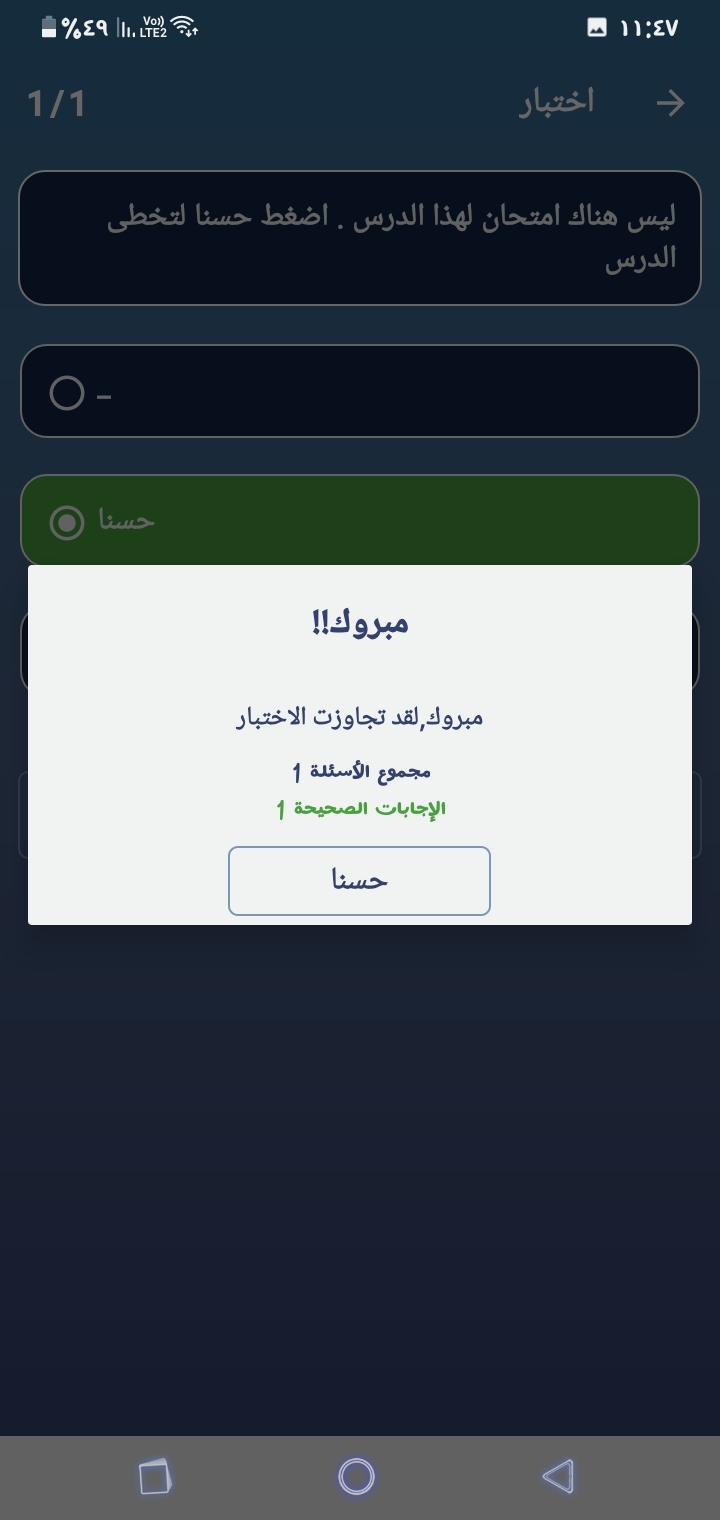 ١١:٤٧
Vo)) LTE2 %٤٩
اختبار 1/1
ليس هناك امتحان لهذا الدرس . اضغط حسنا لتخطى
الدرس
–
حسنا
مبروك!!
مبروك,لقد تجاوزت الاختبار
مجموع الأسئلة 1
الإجابات الصحيحة 1
حسنا